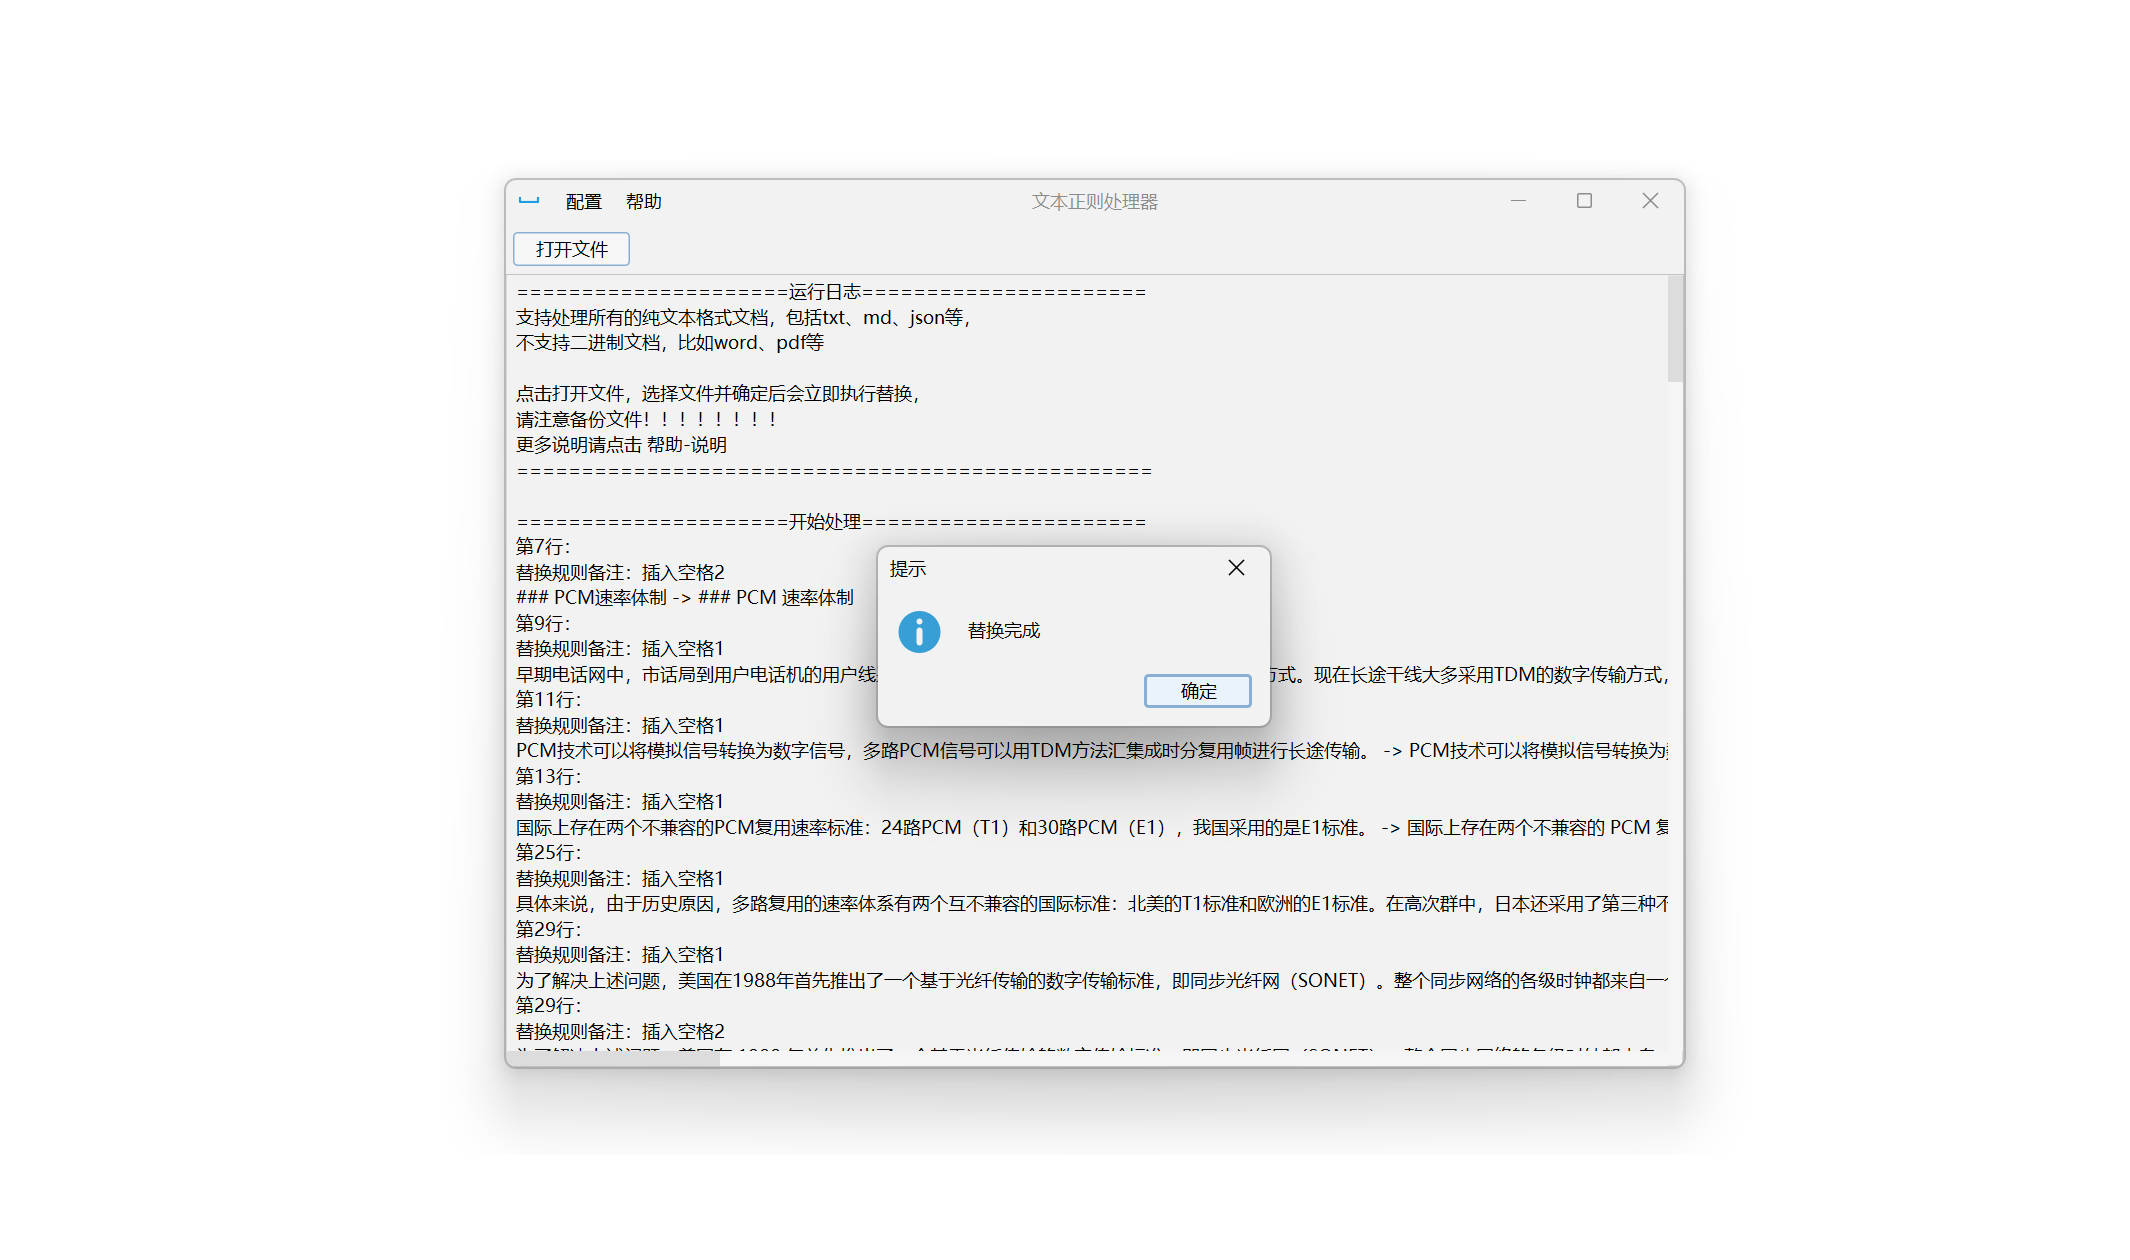 配置 帮助 文本正则处理器
打开文件
=====================运行日志======================
支持处理所有的纯文本格式文档，包括txt、md、json等，
不支持二进制文档，比如word、pdf等
点击打开文件，选择文件并确定后会立即执行替换，
请注意备份文件！！！！！！！！
更多说明请点击 帮助-说明
=================================================
=====================开始处理======================
第7行：
替换规则备注：插入空格2
### PCM速率体制 -> ### PCM 速率体制
第9行：
替换规则备注：插入空格1
早期电话网中，市话局到用户电话机的用户线 方式。现在长途干线大多采用TDM的数字传输方式，
第11行：
替换规则备注：插入空格1
PCM技术可以将模拟信号转换为数字信号，多路PCM信号可以用TDM方法汇集成时分复用帧进行长途传输。 -> PCM技术可以将模拟信号转换为
第13行：
替换规则备注：插入空格1
国际上存在两个不兼容的PCM复用速率标准：24路PCM（T1）和30路PCM（E1），我国采用的是E1标准。 -> 国际上存在两个不兼容的 PCM 复
第25行：
替换规则备注：插入空格1
具体来说，由于历史原因，多路复用的速率体系有两个互不兼容的国际标准：北美的T1标准和欧洲的E1标准。在高次群中，日本还采用了第三种不
第29行：
替换规则备注：插入空格1
为了解决上述问题，美国在1988年首先推出了一个基于光纤传输的数字传输标准，即同步光纤网（SONET）。整个同步网络的各级时钟都来自一个
第29行：
替换规则备注：插入空格2
提示
替换完成
确定